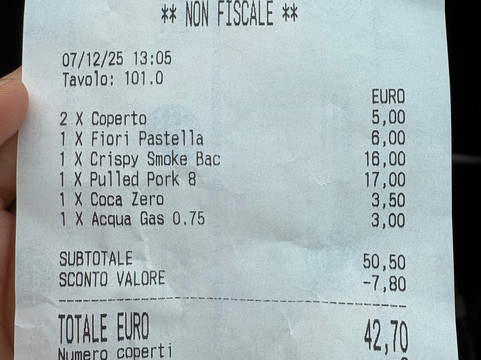 ** NON FISCALE **
07/12/25 13:05
Tavolo: 101.0
EURO
2 X Coperto 5,00
1 X Fiori Pastella 6,00
1 X Crispy Smoke Bac 16,00
1 X Pulled Pork 8 17,00
1 X Coca Zero 3,50
1 X Acqua Gas 0.75 3,00
SUBTOTALE 50,50
SCONTO VALORE -7,80
TOTALE EURO 42,70
Numero coperti